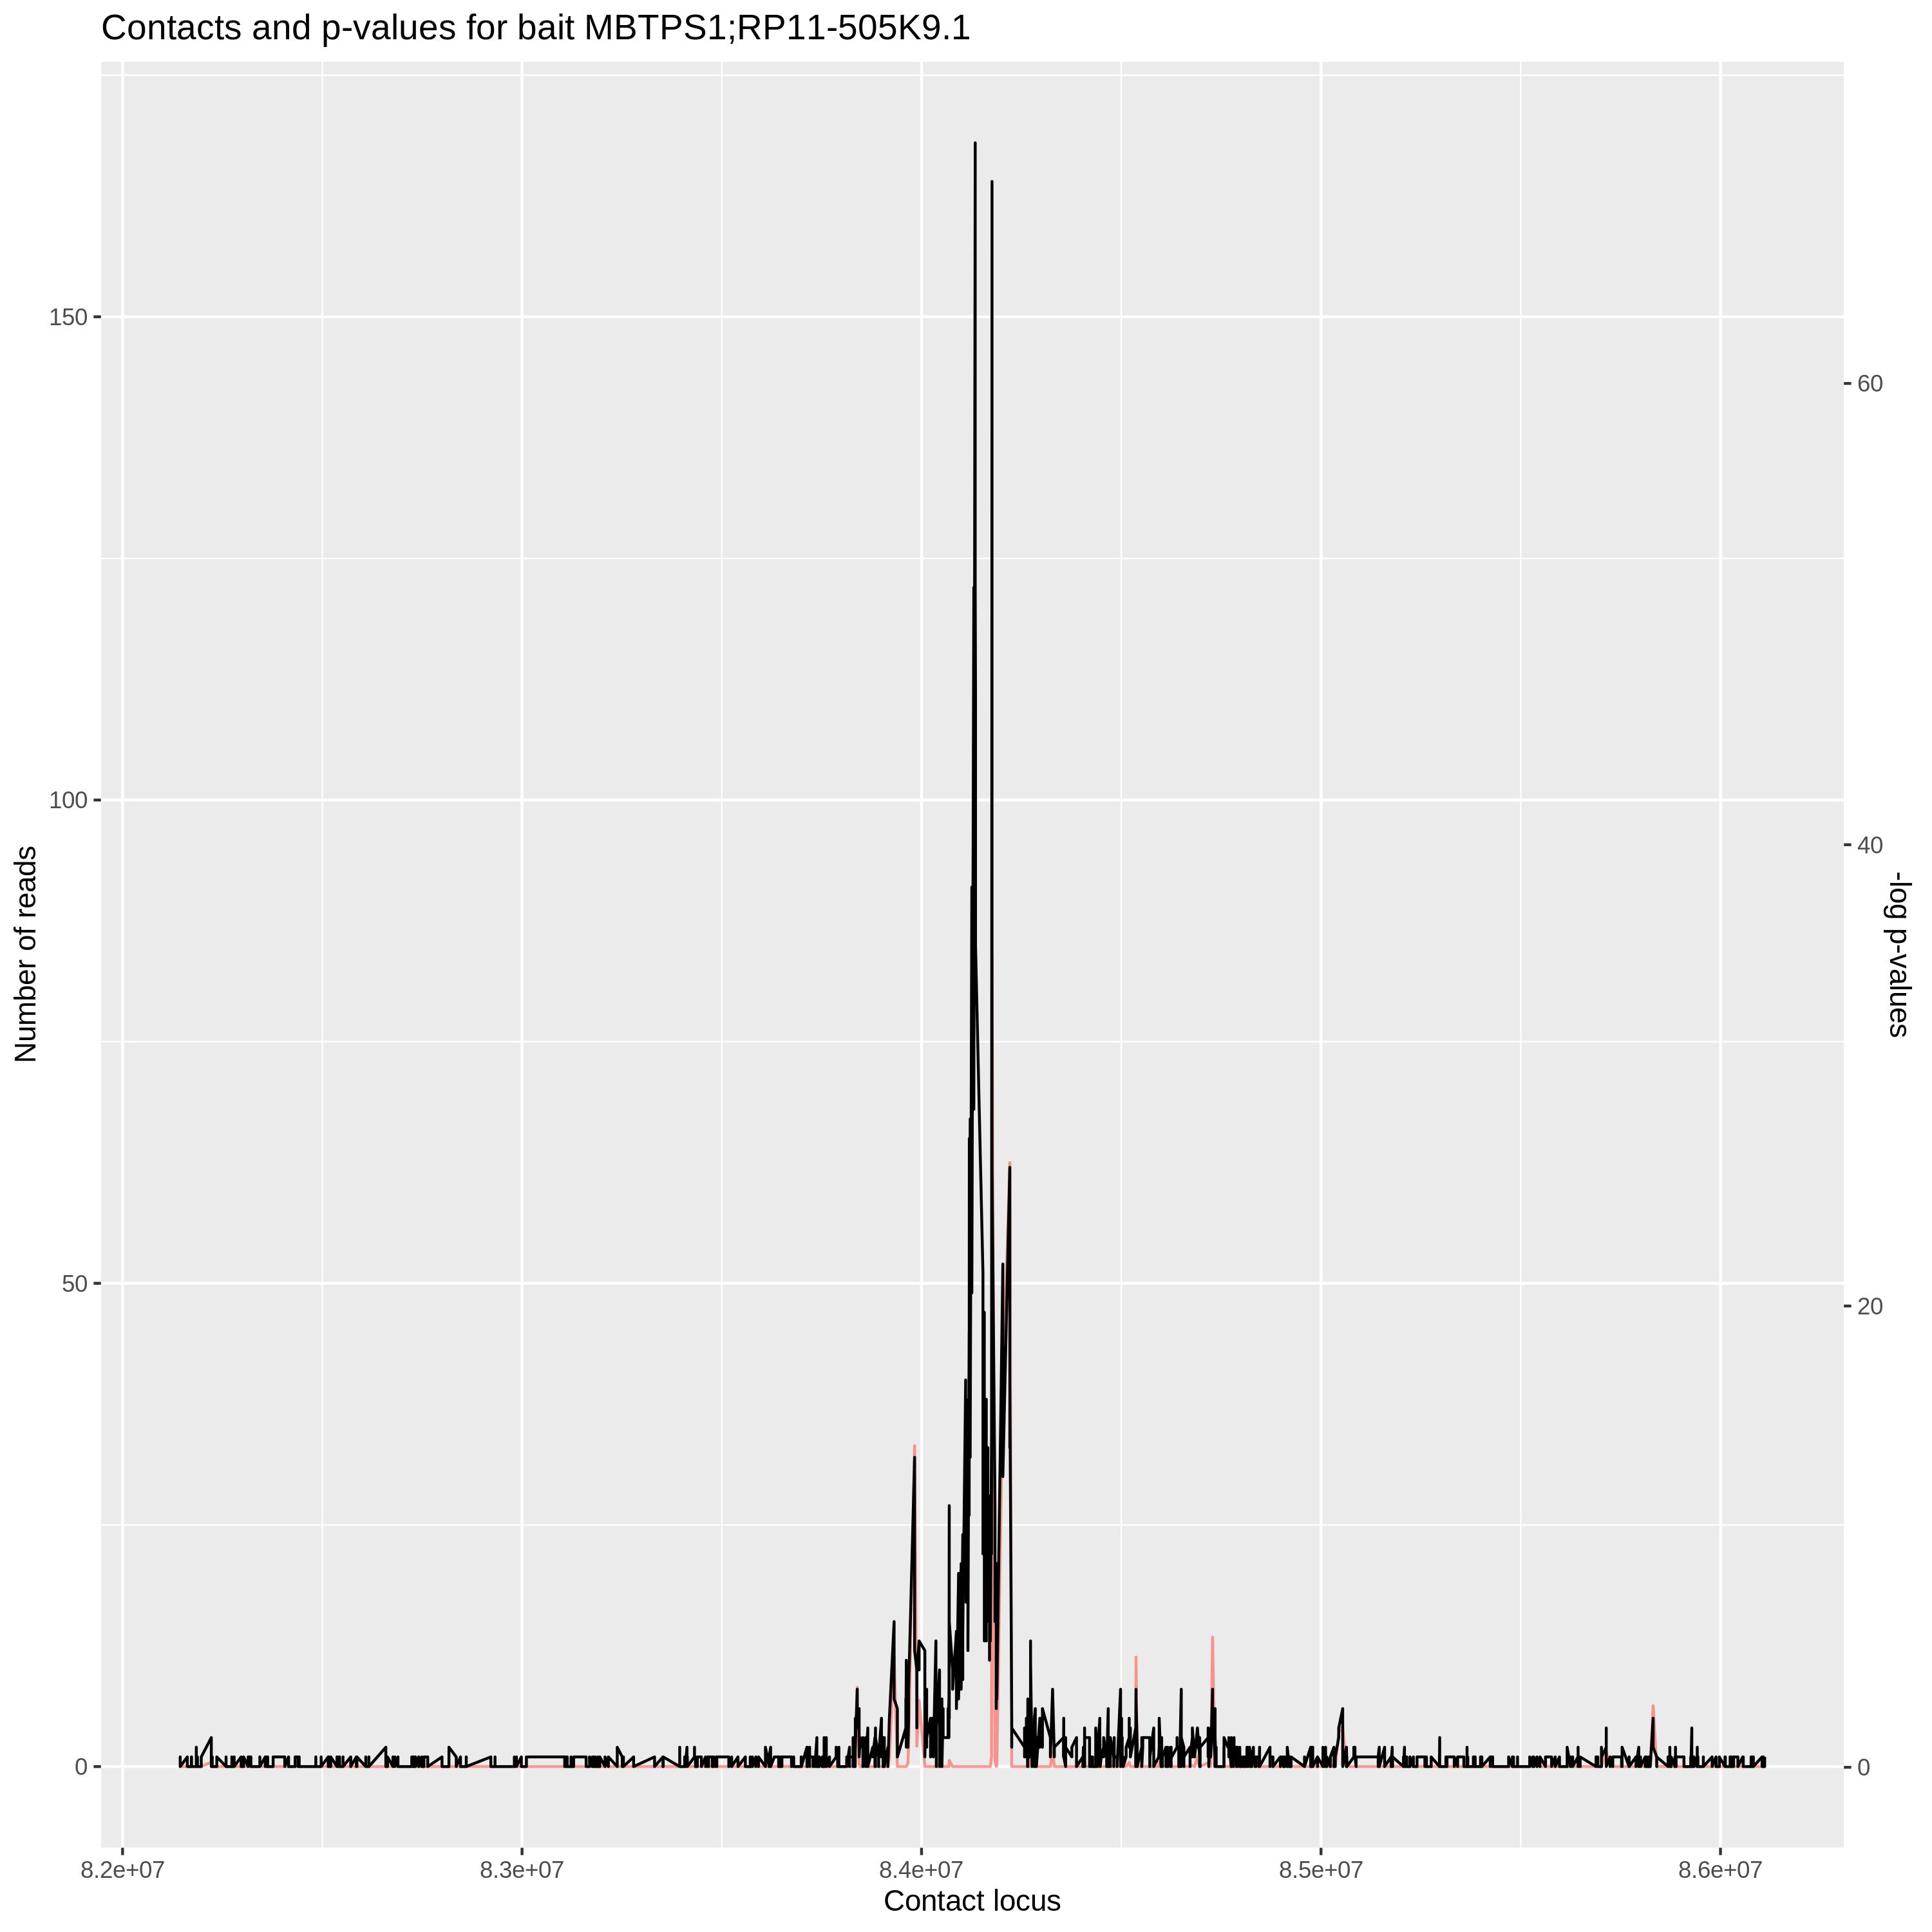 Contacts and p-values for bait MBTPS1;RP11-505K9.1
Number of reads
150
100
50
0
60
40
20
0
-log p-values
8.2e+07
8.3e+07
8.4e+07
8.5e+07
8.6e+07
Contact locus